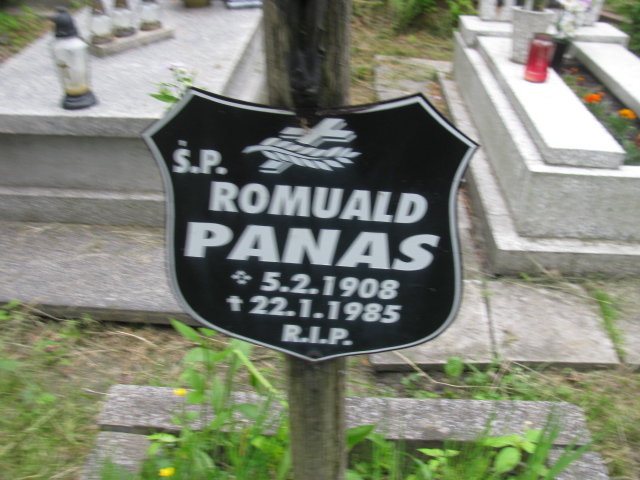 Ś.P.
ROMUALD
PANAS
5.2.1908
✝ 22.1.1985
R.I.P.